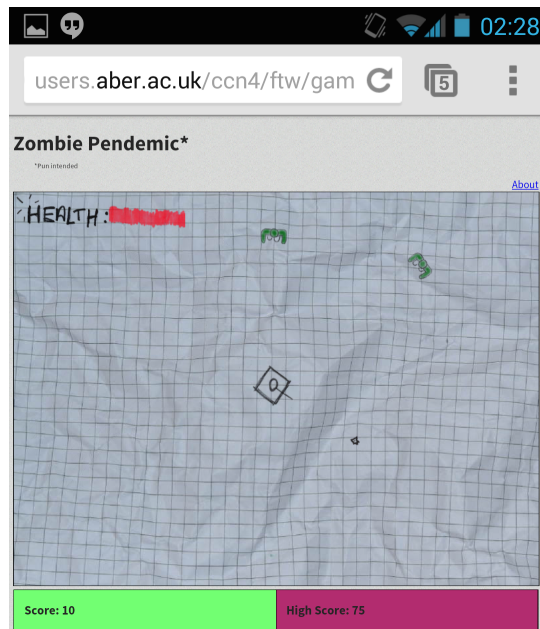 02:28
users.aber.ac.uk/ccn4/ftw/gam
5
Zombie Pendemic*
*Pun intended
About
HEALTH:
Score: 10
High Score: 75